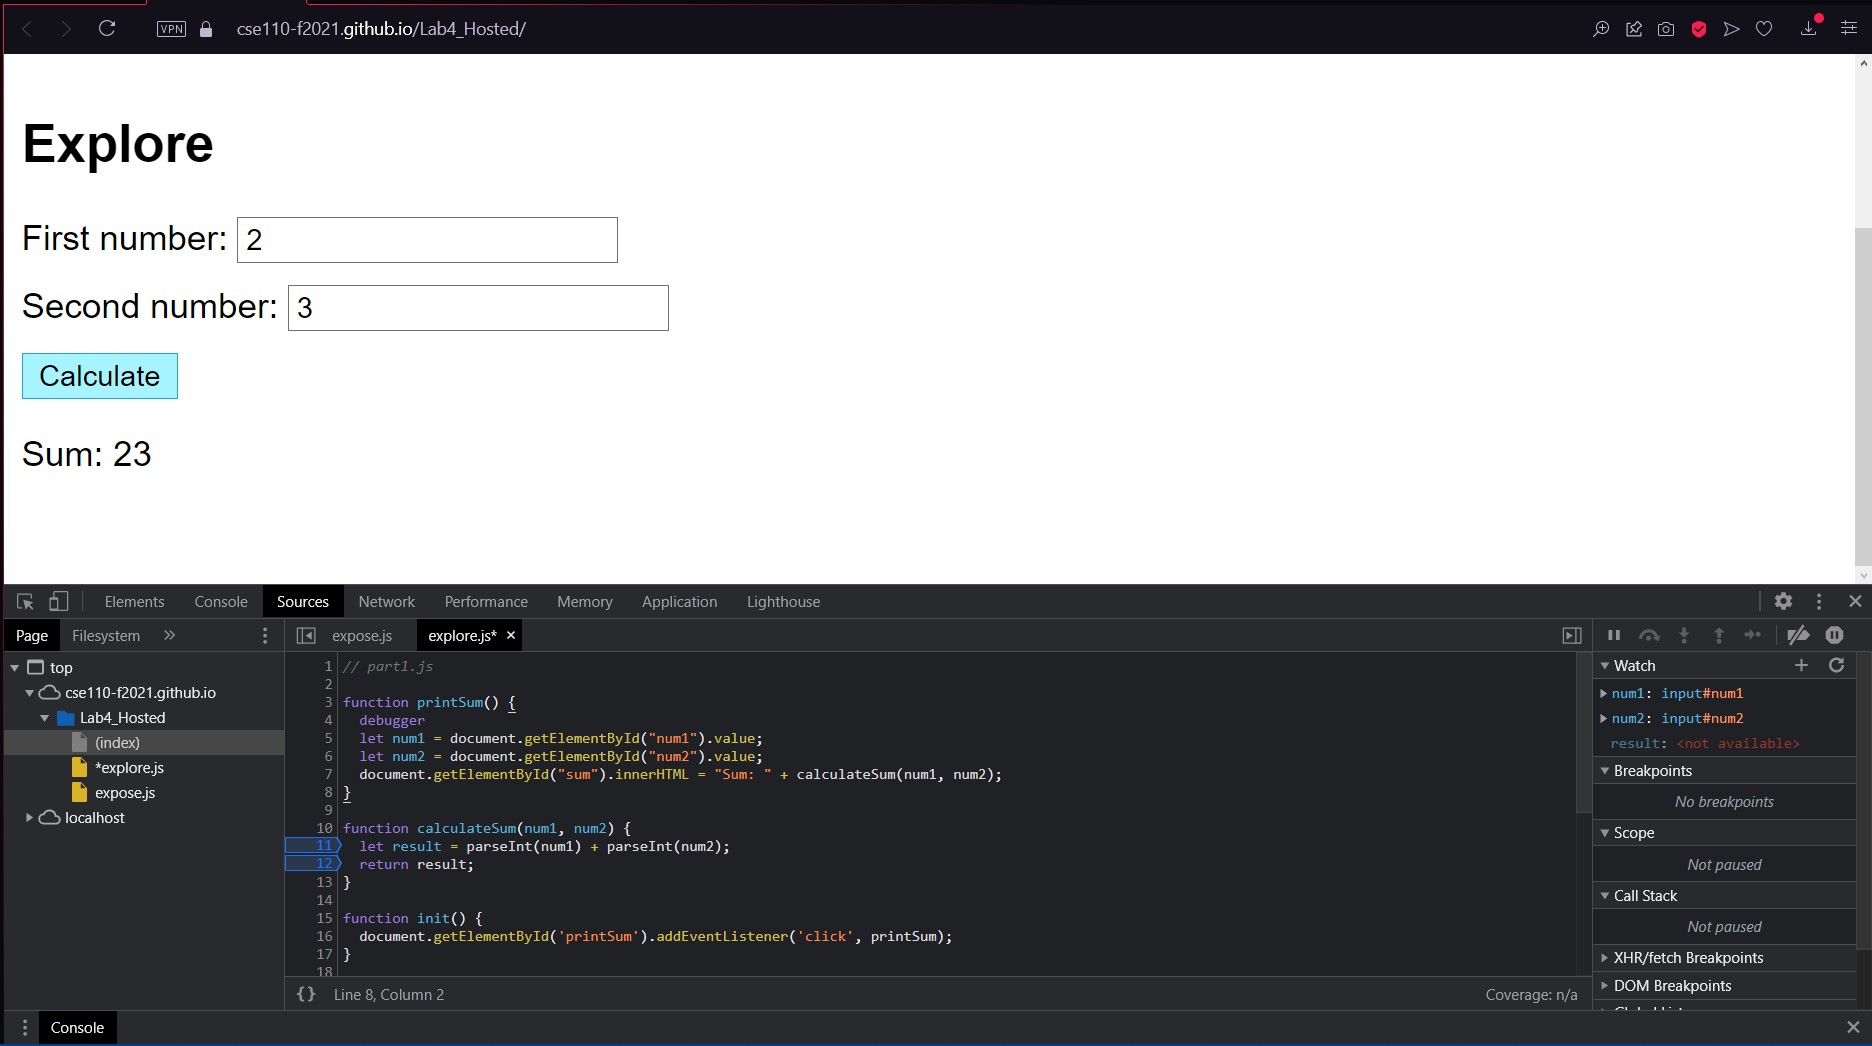 VPN cse110-f2021.github.io/Lab4_Hosted/
Explore
First number: 2
Second number: 3
Calculate
Sum: 23
Elements Console Sources Network Performance Memory Application Lighthouse
Page Filesystem » expose.js explore.js* ×
top
cse110-f2021.github.io
Lab4_Hosted
(index)
*explore.js
expose.js
localhost
1 // part1.js
2
3 function printSum() {
4 debugger
5 let num1 = document.getElementById("num1").value;
6 let num2 = document.getElementById("num2").value;
7 document.getElementById("sum").innerHTML = "Sum: " + calculateSum(num1, num2);
8 }
9
10 function calculateSum(num1, num2) {
11 let result = parseInt(num1) + parseInt(num2);
12 return result;
13 }
14
15 function init() {
16 document.getElementById('printSum').addEventListener('click', printSum);
17 }
18
{} Line 8, Column 2 Coverage: n/a
Watch
num1: input#num1
num2: input#num2
result: <not available>
Breakpoints
No breakpoints
Scope
Not paused
Call Stack
Not paused
XHR/fetch Breakpoints
DOM Breakpoints
Console